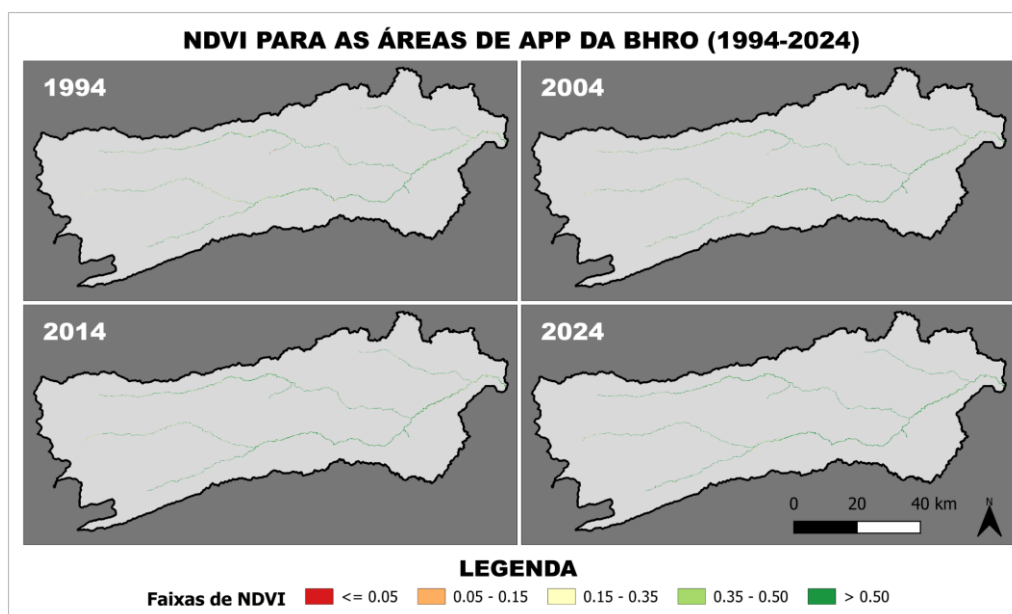 NDVI PARA AS ÁREAS DE APP DA BHRO (1994-2024)
1994
2004
2014
2024
0 20 40 km
N
LEGENDA
Faixas de NDVI <= 0.05 0.05 - 0.15 0.15 - 0.35 0.35 - 0.50 > 0.50